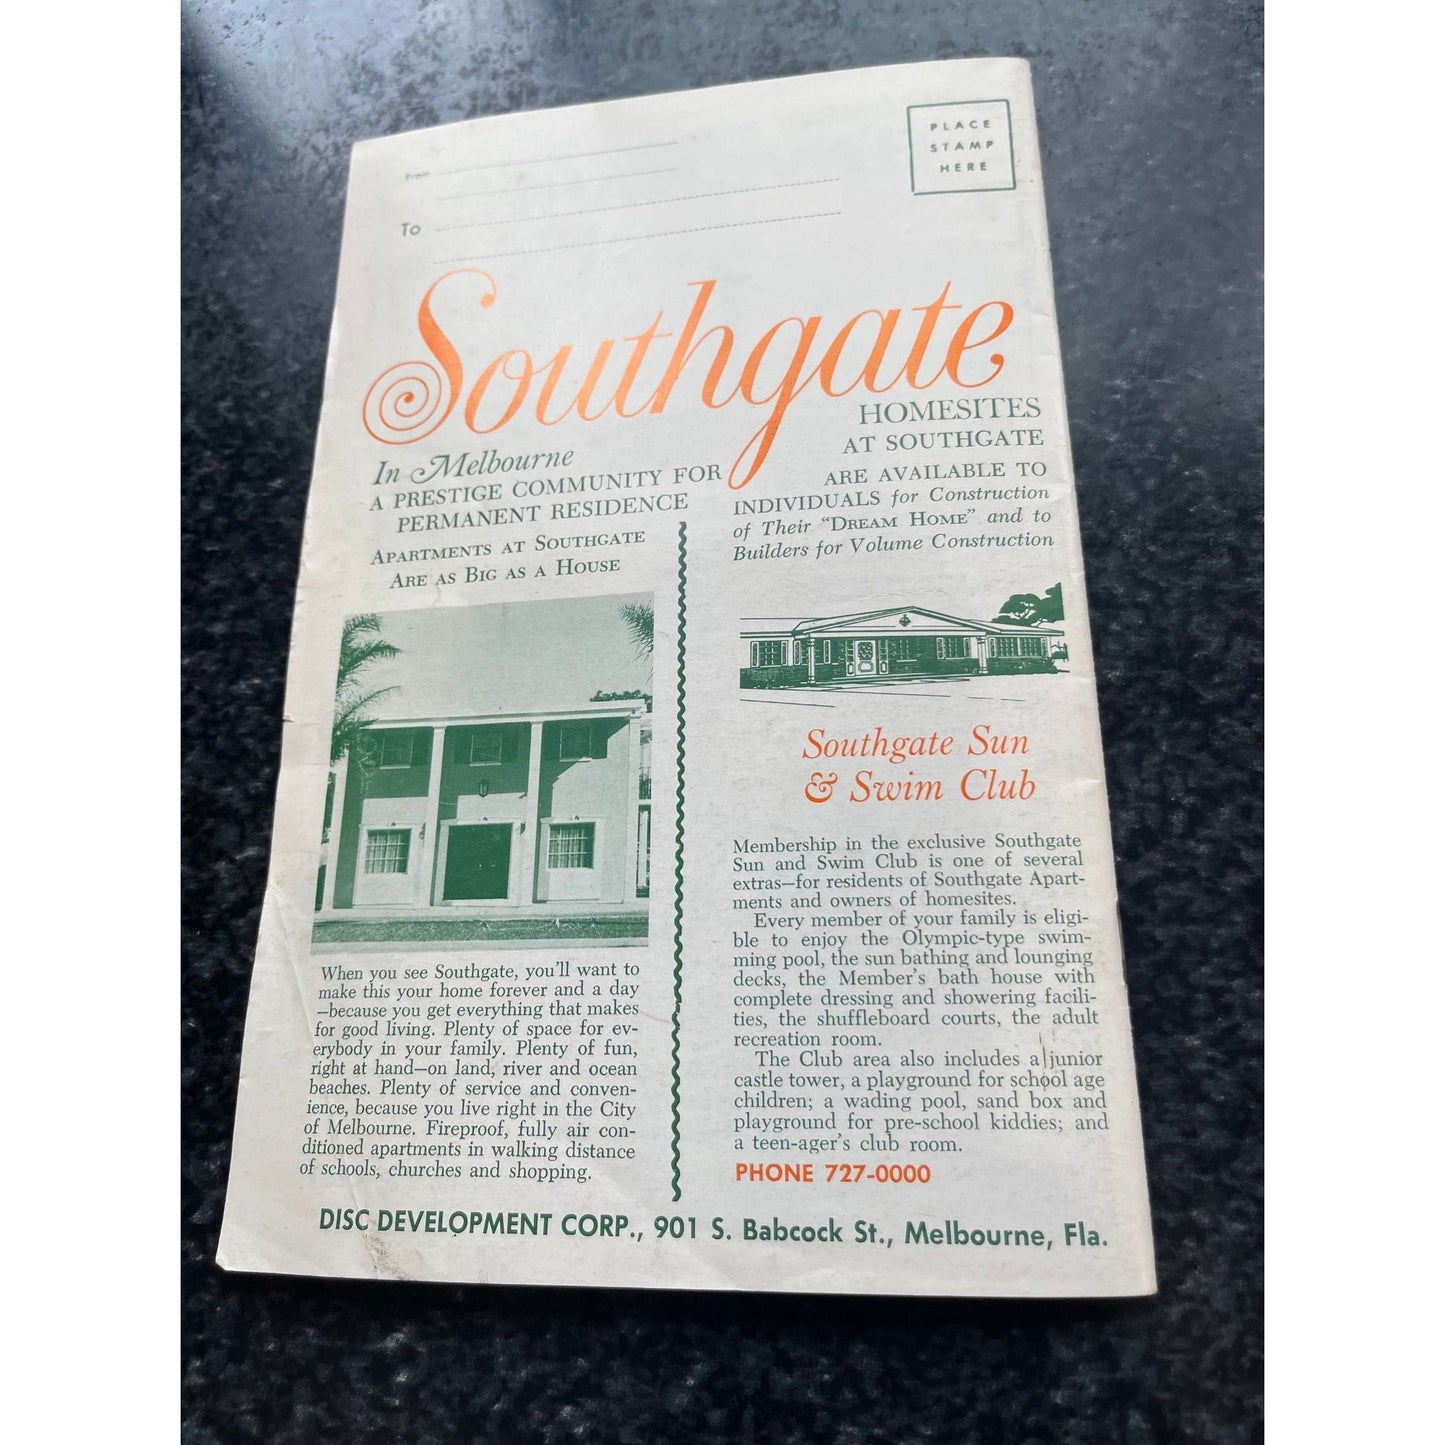 PLACE
STAMP
HERE
From
To
Southgate
In Melbourne
A PRESTIGE COMMUNITY FOR
PERMANENT RESIDENCE
APARTMENTS AT SOUTHGATE
ARE AS BIG AS A HOUSE
When you see Southgate, you'll want to
make this your home forever and a day
—because you get everything that makes
for good living. Plenty of space for ev-
erybody in your family. Plenty of fun,
right at hand—on land, river and ocean
beaches. Plenty of service and conven-
ience, because you live right in the City
of Melbourne. Fireproof, fully air con-
ditioned apartments in walking distance
of schools, churches and shopping.
HOMESITES
AT SOUTHGATE
ARE AVAILABLE TO
INDIVIDUALS for Construction
of Their "DREAM HOME" and to
Builders for Volume Construction
Southgate Sun
& Swim Club
Membership in the exclusive Southgate
Sun and Swim Club is one of several
extras—for residents of Southgate Apart-
ments and owners of homesites.
Every member of your family is eligi-
ble to enjoy the Olympic-type swim-
ming pool, the sun bathing and lounging
decks, the Member's bath house with
complete dressing and showering facili-
ties, the shuffleboard courts, the adult
recreation room.
The Club area also includes a junior
castle tower, a playground for school age
children; a wading pool, sand box and
playground for pre-school kiddies; and
a teen-ager's club room.
PHONE 727-0000
DISC DEVELOPMENT CORP., 901 S. Babcock St., Melbourne, Fla.